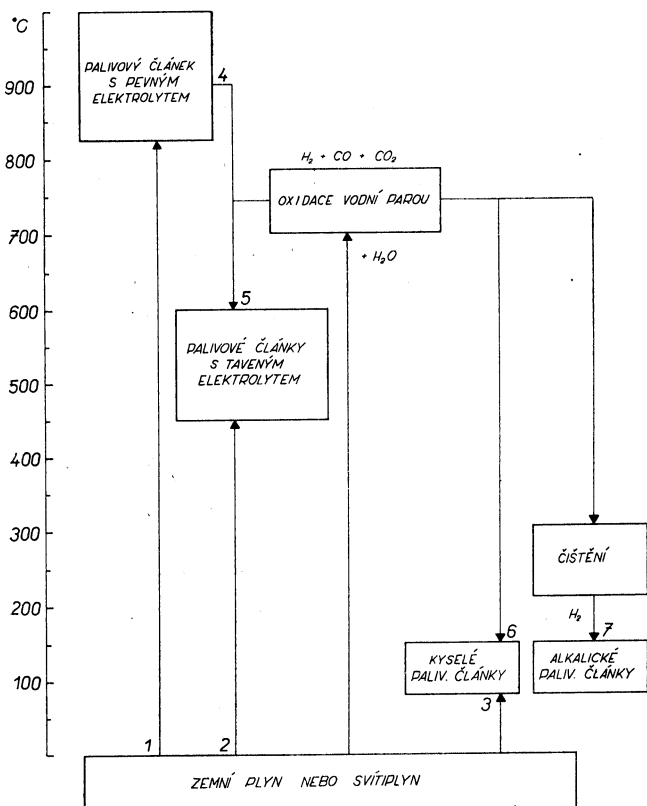 °C
900
800
700
600
500
400
300
200
100
PALIVOVÝ ČLÁNEK
S PEVNÝM
ELEKTROLYTEM
4
H₂ + CO + CO₂
OXIDACE VODNÍ PAROU
+ H₂O
5
PALIVOVÉ ČLÁNKY
S TAVENÝM
ELEKTROLYTEM
ČIŠTĚNÍ
H₂
6
7
KYSELÉ
PALIV. ČLÁNKY
ALKALICKÉ
PALIV. ČLÁNKY
3
1
2
ZEMNÍ PLYN NEBO SVÍTIPLYN